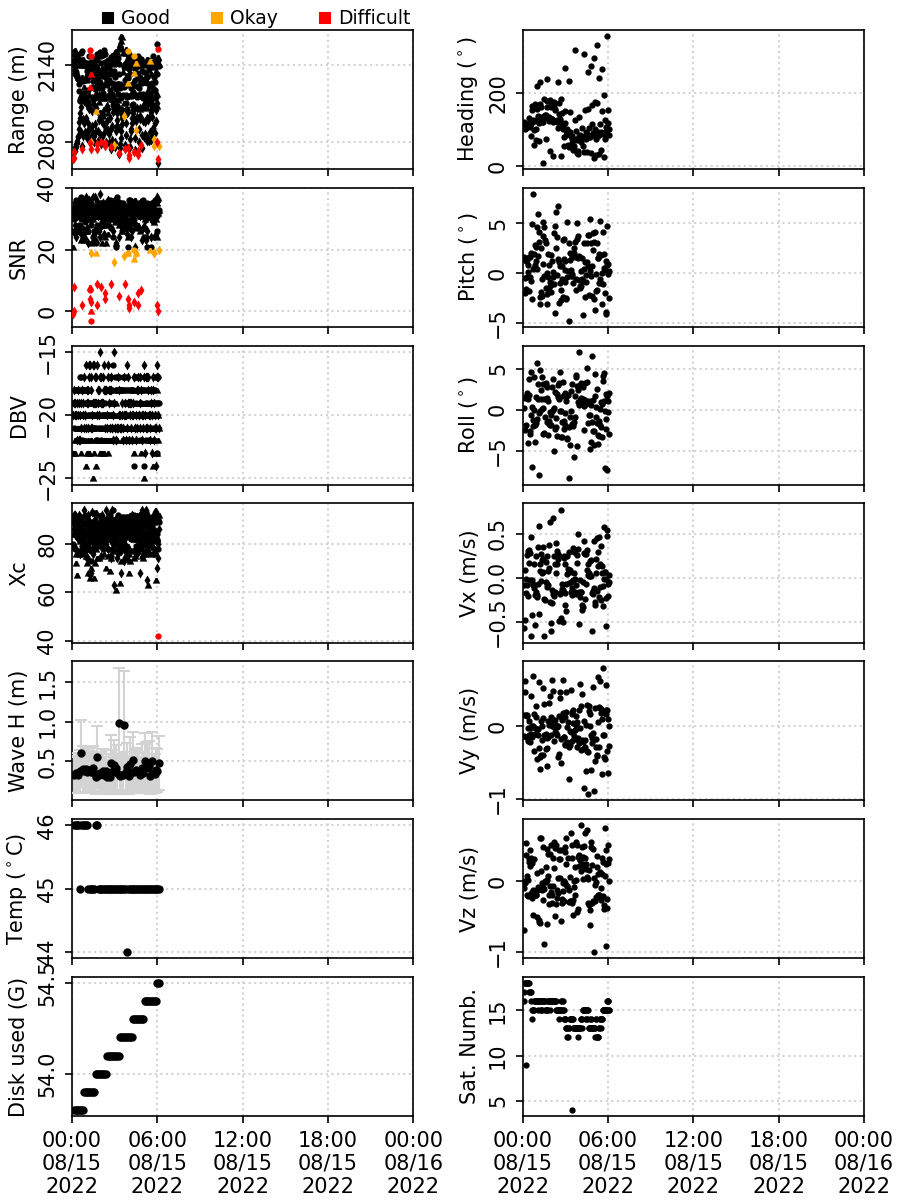 Good Okay Difficult
Range (m)
2140
2080
Heading (°)
200
0
SNR
40
20
0
Pitch (°)
5
0
−5
DBV
−15
−20
−25
Roll (°)
5
0
−5
Xc
80
60
40
Vx (m/s)
0.5
0.0
−0.5
Wave H (m)
1.5
1.0
0.5
Vy (m/s)
0
−1
Temp (°C)
46
45
44
Vz (m/s)
0
−1
Disk used (G)
54.5
54.0
Sat. Numb.
15
10
5
00:00 06:00 12:00 18:00 00:00 00:00 06:00 12:00 18:00 00:00
08/15 08/15 08/15 08/15 08/16 08/15 08/15 08/15 08/15 08/16
2022 2022 2022 2022 2022 2022 2022 2022 2022 2022